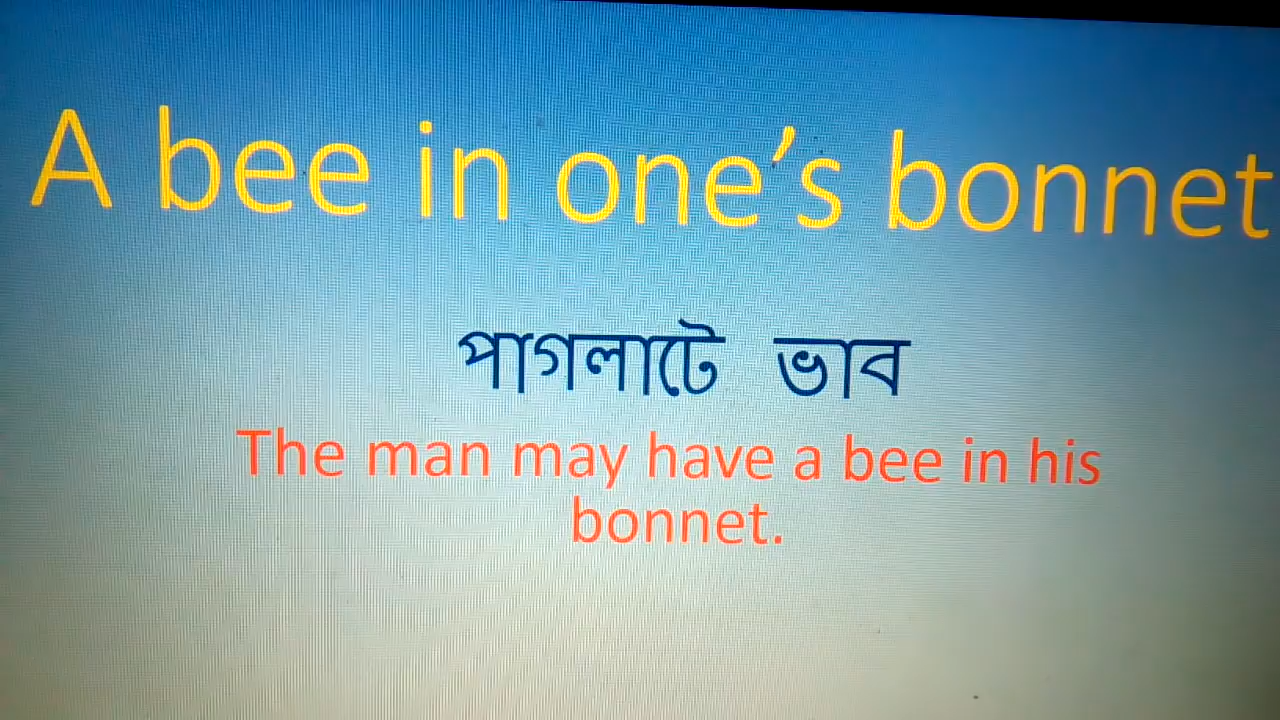 A bee in one's bonnet
পাগলাটে ভাব
The man may have a bee in his
bonnet.